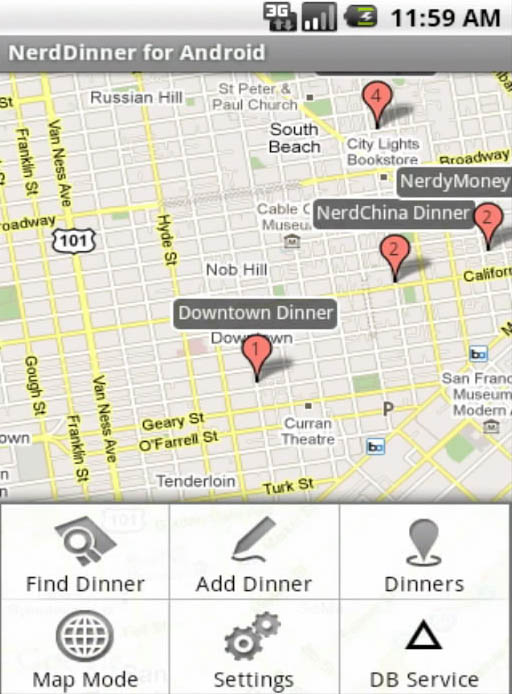 3G 11:59 AM
NerdDinner for Android
Russian Hill
St Peter &
Paul Church
4
South
Beach
City Lights
Bookstore
Broadway
NerdyMoney
NerdChina Dinner
2
2
Franklin St
Van Ness Ave
Hyde St
roadway
101
Cable C
Museu
Nob Hill
Californ
Downtown Dinner
Downtown
1
Gough St
Van Ness Ave
Franklin St
Geary St
O'Farrell St
Curran
Theatre
P
San Franc
Museum
Modern A
own
Tenderloin
Turk St
Find Dinner
Add Dinner
Dinners
Map Mode
Settings
DB Service